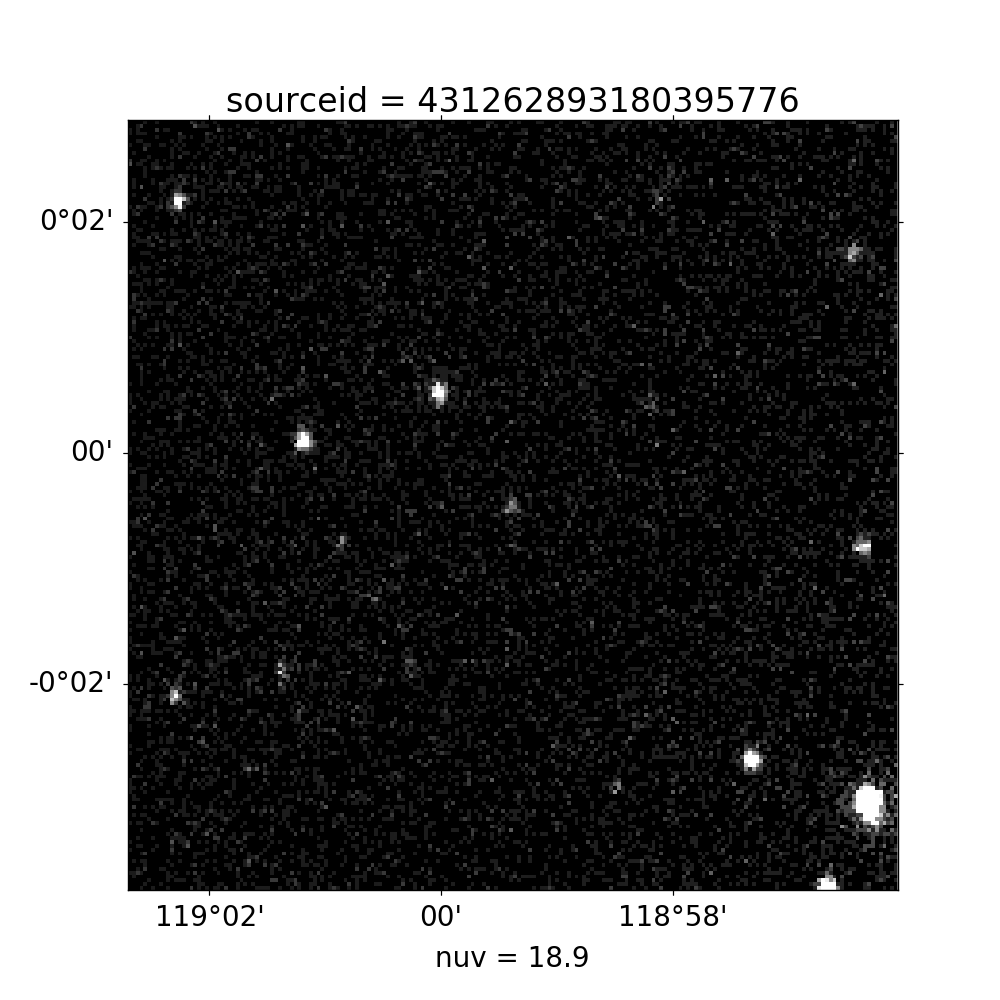 sourceid = 431262893180395776
0°02'
00'
-0°02'
119°02' 00' 118°58'
nuv = 18.9